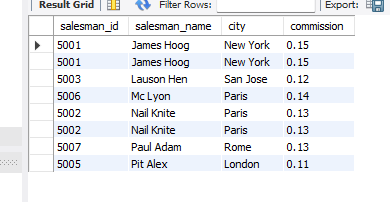 Result Grid Filter Rows: Export:
salesman_id salesman_name city commission
5001 James Hoog New York 0.15
5001 James Hoog New York 0.15
5003 Lauson Hen San Jose 0.12
5006 Mc Lyon Paris 0.14
5002 Nail Knite Paris 0.13
5002 Nail Knite Paris 0.13
5007 Paul Adam Rome 0.13
5005 Pit Alex London 0.11